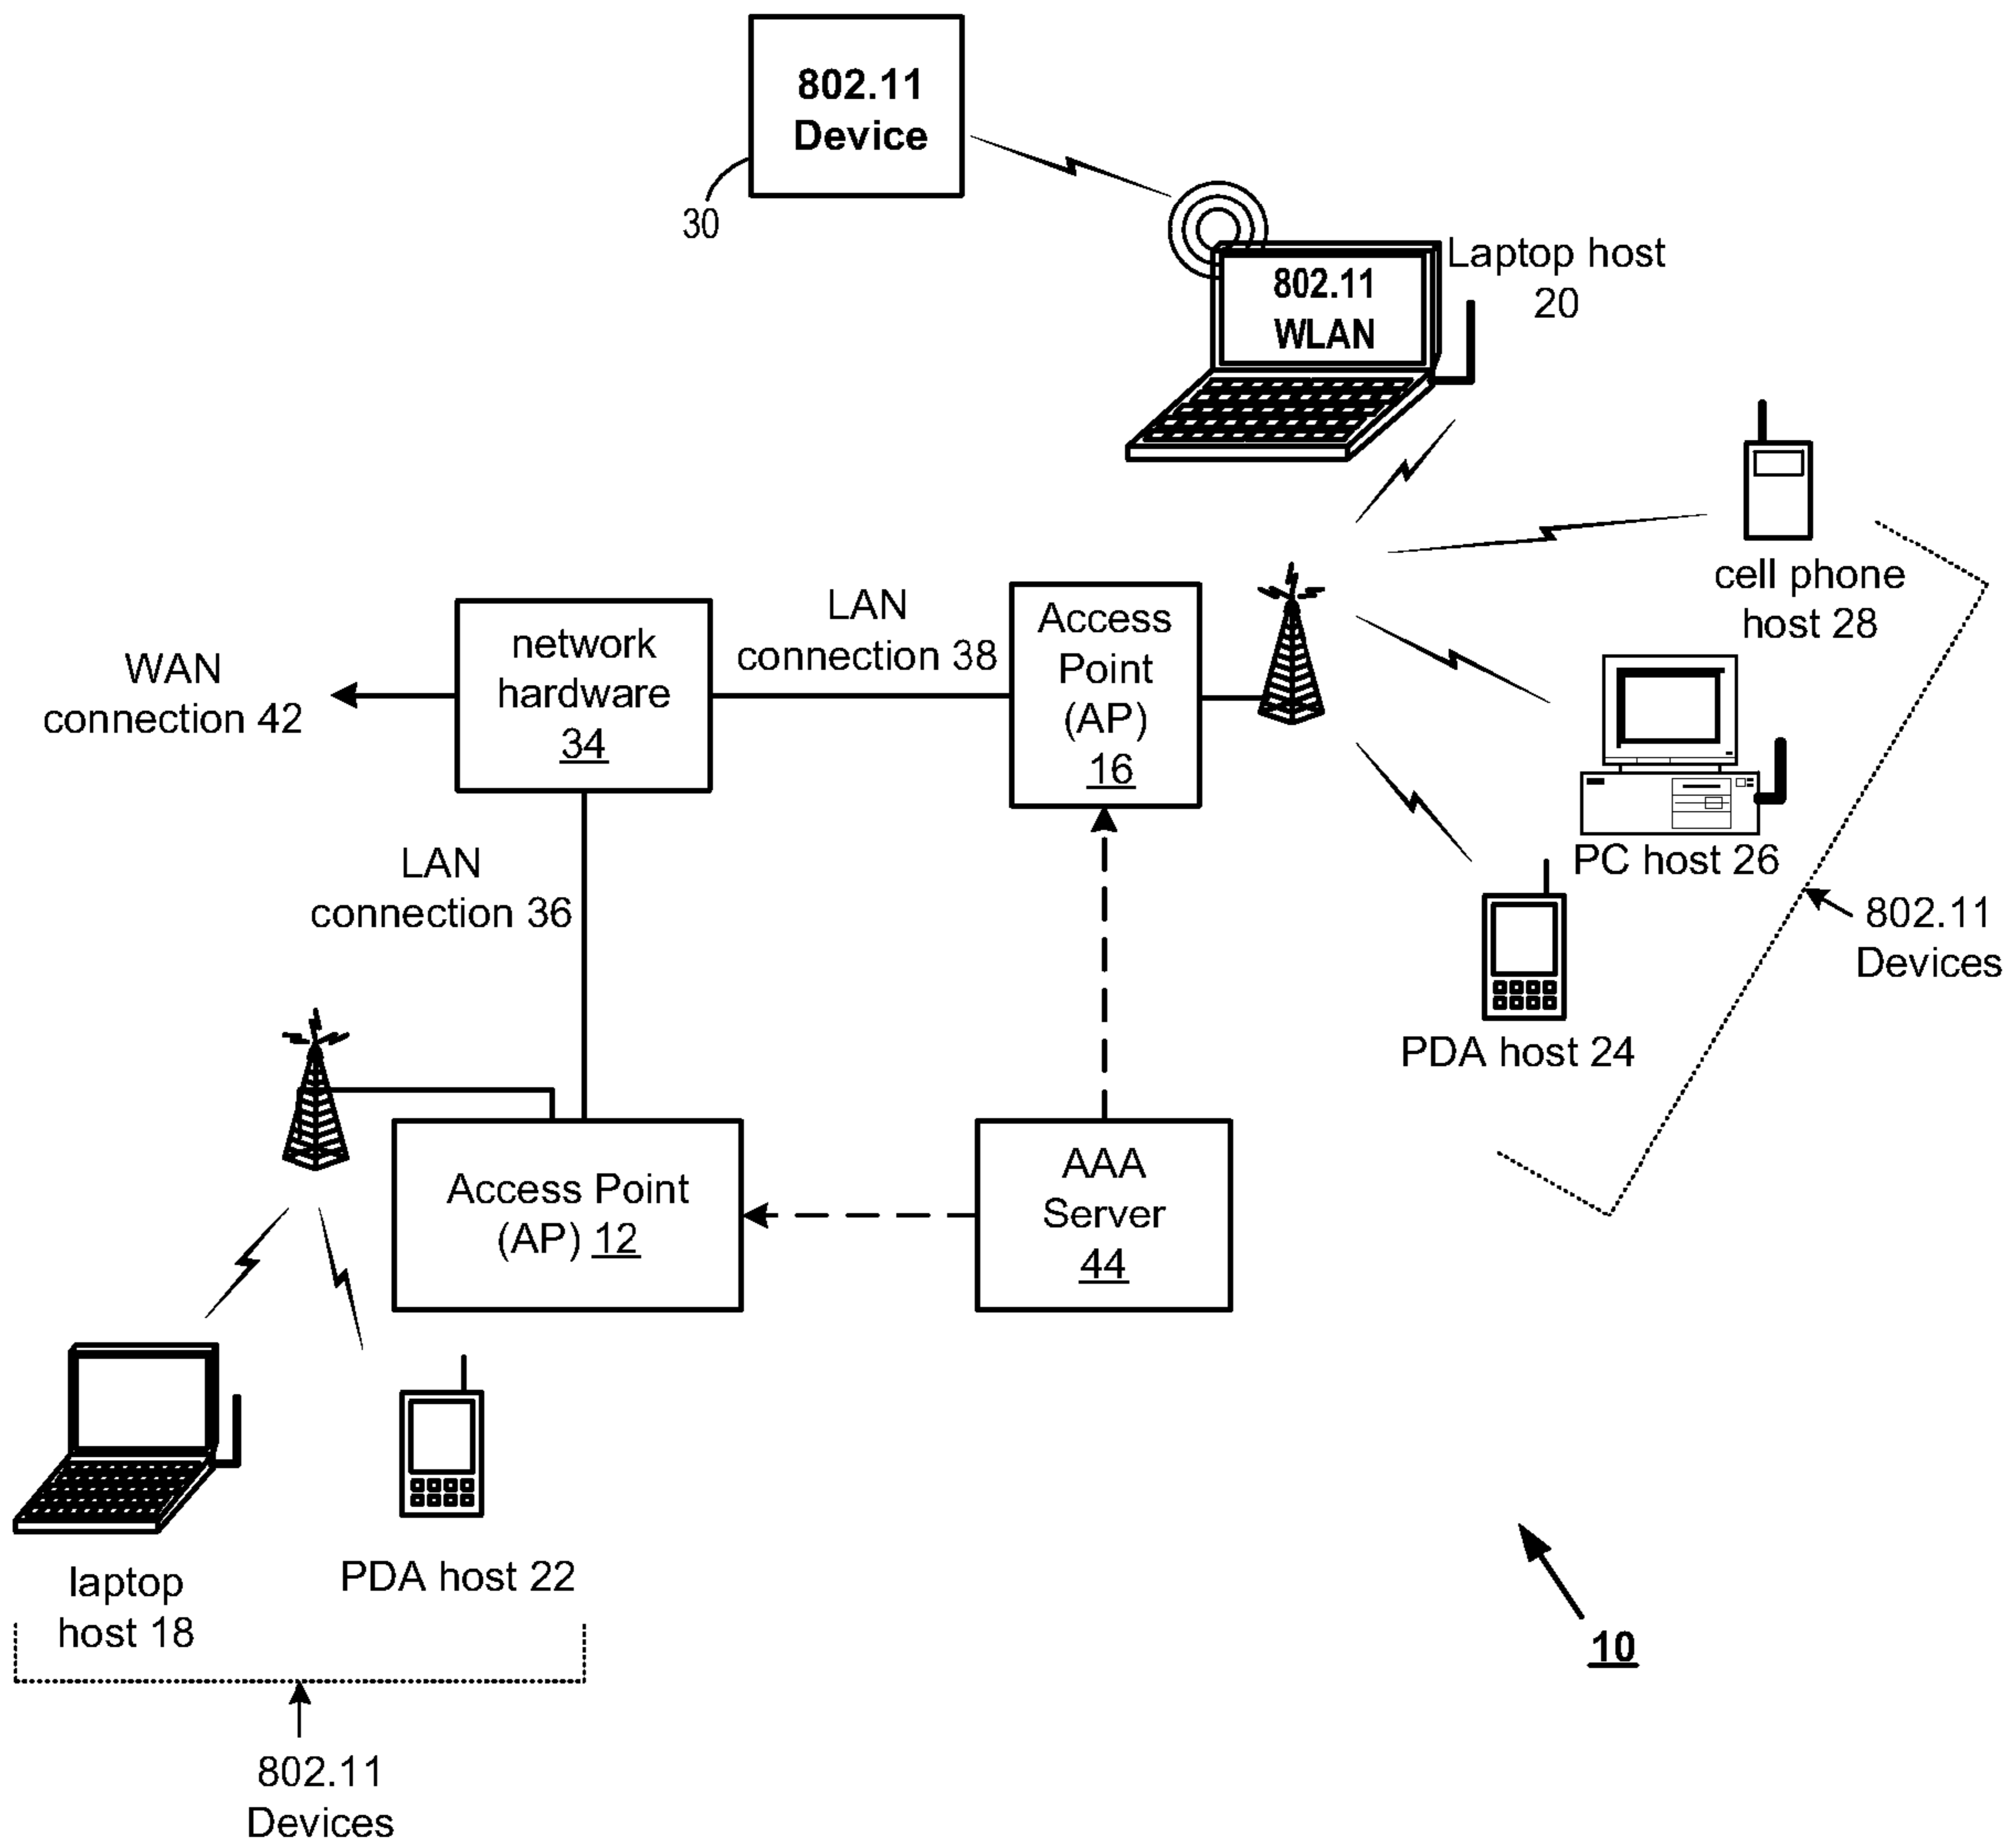 802.11
Device
30
Laptop host
20
802.11
WLAN
cell phone
host 28
LAN
connection 38
Access
Point
(AP)
16
network
hardware
34
WAN
connection 42
PC host 26
LAN
connection 36
802.11
Devices
PDA host 24
Access Point
(AP) 12
AAA
Server
44
laptop
host 18
PDA host 22
10
802.11
Devices